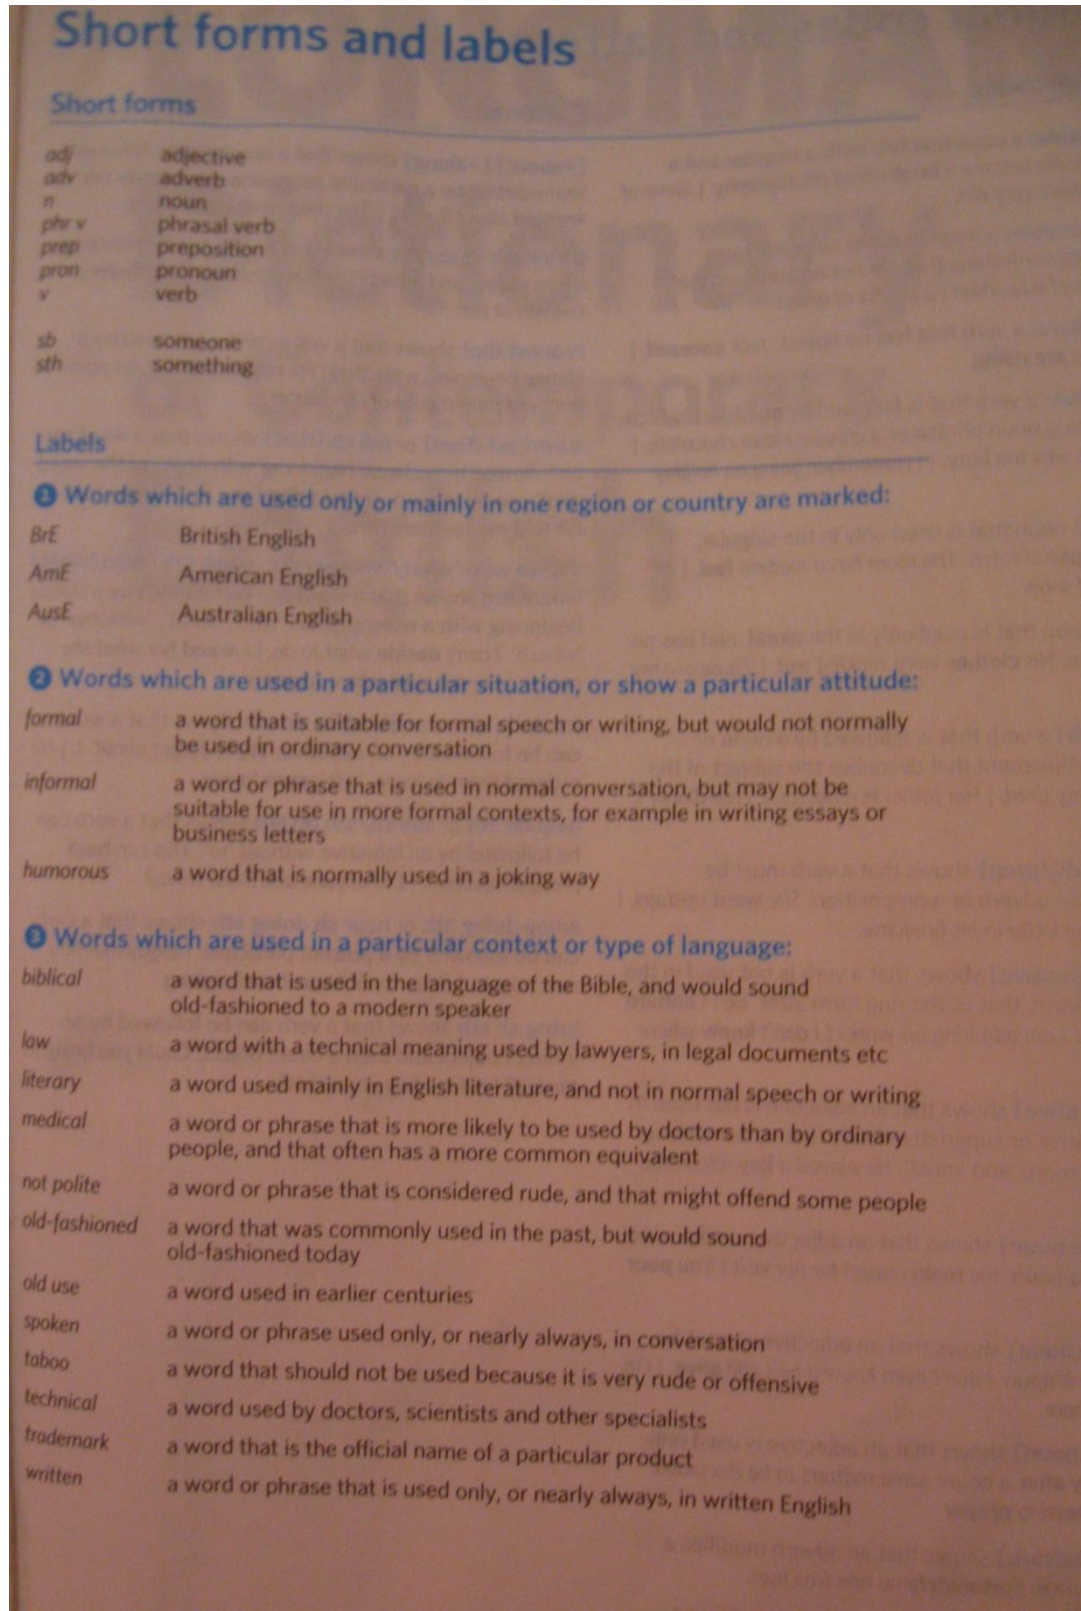 Short forms and labels
Short forms
adj adjective
adv adverb
n noun
phr v phrasal verb
prep preposition
pron pronoun
v verb
sb someone
sth something
Labels
1 Words which are used only or mainly in one region or country are marked:
BrE British English
AmE American English
AusE Australian English
2 Words which are used in a particular situation, or show a particular attitude:
formal a word that is suitable for formal speech or writing, but would not normally
be used in ordinary conversation
informal a word or phrase that is used in normal conversation, but may not be
suitable for use in more formal contexts, for example in writing essays or
business letters
humorous a word that is normally used in a joking way
3 Words which are used in a particular context or type of language:
biblical a word that is used in the language of the Bible, and would sound
old-fashioned to a modern speaker
law a word with a technical meaning used by lawyers, in legal documents etc
literary a word used mainly in English literature, and not in normal speech or writing
medical a word or phrase that is more likely to be used by doctors than by ordinary
people, and that often has a more common equivalent
not polite a word or phrase that is considered rude, and that might offend some people
old-fashioned a word that was commonly used in the past, but would sound
old-fashioned today
old use a word used in earlier centuries
spoken a word or phrase used only, or nearly always, in conversation
taboo a word that should not be used because it is very rude or offensive
technical a word used by doctors, scientists and other specialists
trademark a word that is the official name of a particular product
written a word or phrase that is used only, or nearly always, in written English